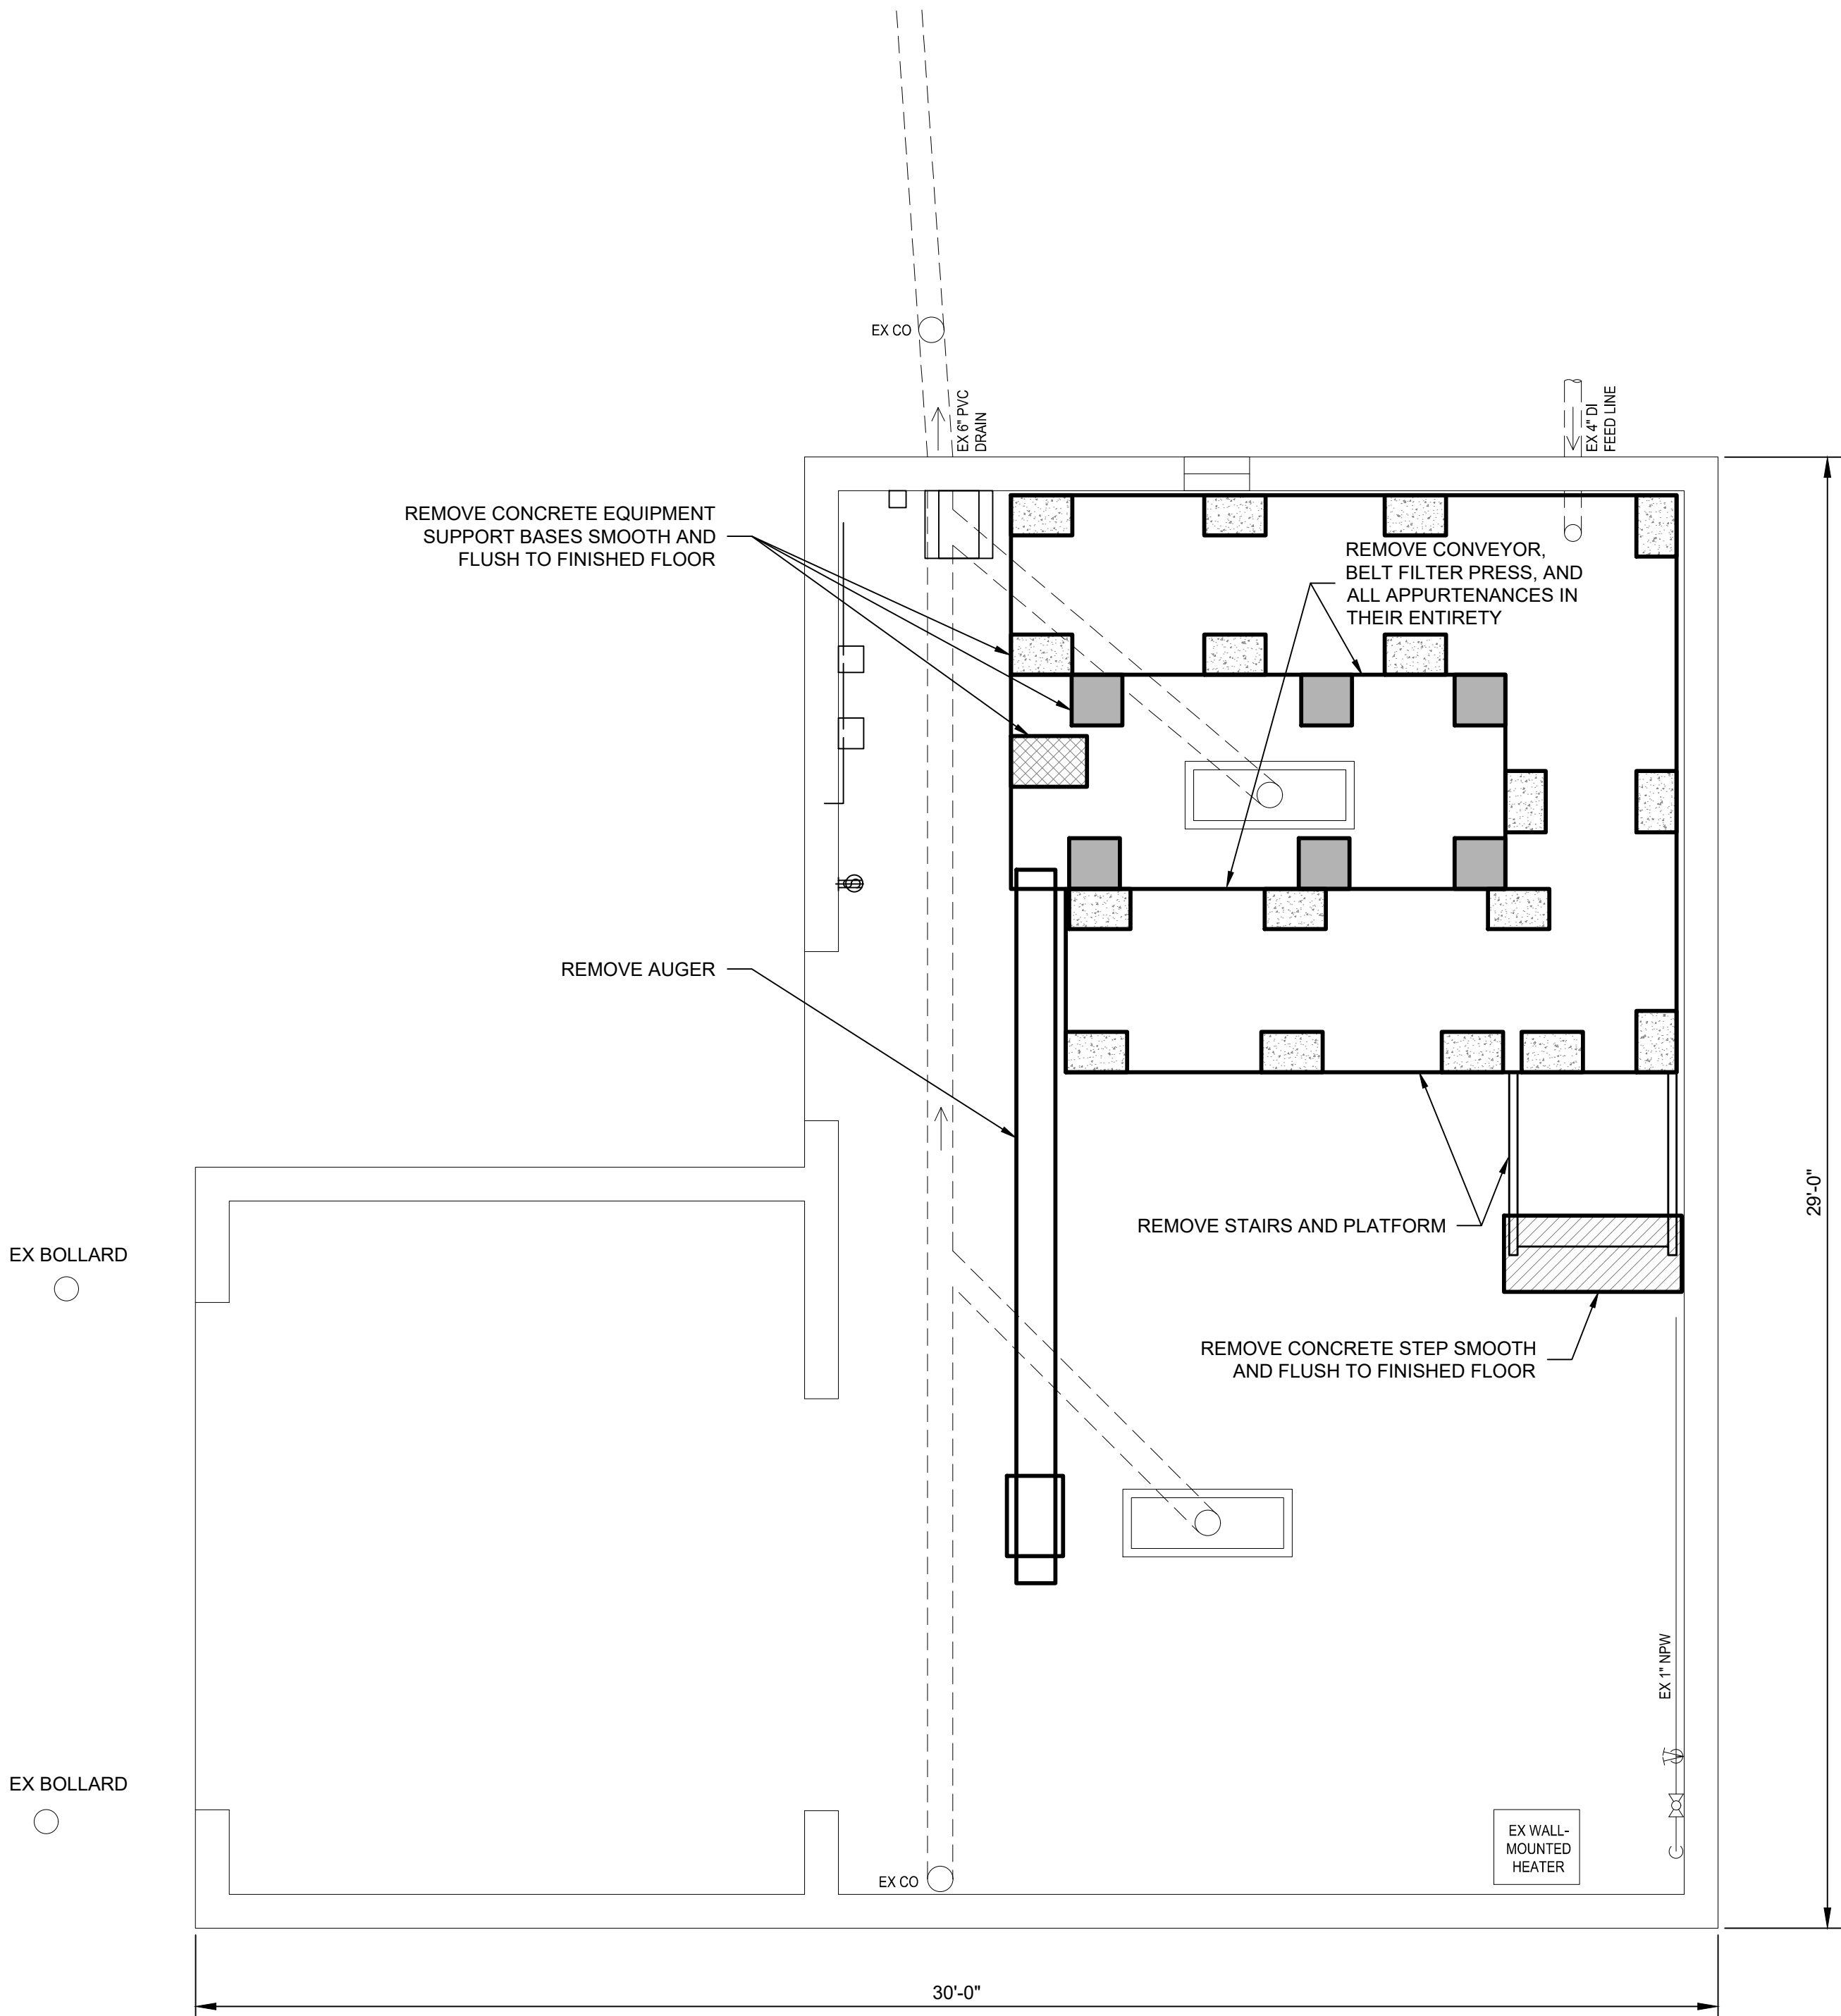 EX CO
EX 6" PVC
DRAIN
EX 4" DI
FEED LINE
REMOVE CONCRETE EQUIPMENT
SUPPORT BASES SMOOTH AND
FLUSH TO FINISHED FLOOR
REMOVE CONVEYOR,
BELT FILTER PRESS, AND
ALL APPURTENANCES IN
THEIR ENTIRETY
REMOVE AUGER
29'-0"
REMOVE STAIRS AND PLATFORM
EX BOLLARD
REMOVE CONCRETE STEP SMOOTH
AND FLUSH TO FINISHED FLOOR
EX 1" NPW
EX BOLLARD
EX WALL-
MOUNTED
HEATER
EX CO
30'-0"